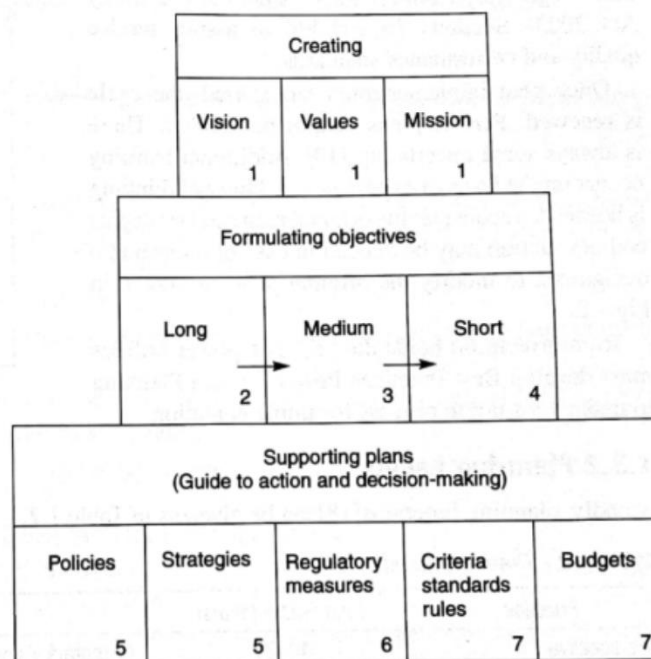 Creating
Vision Values Mission
1 1 1
Formulating objectives
Long Medium Short
2 3 4
Supporting plans
(Guide to action and decision-making)
Policies Strategies Regulatory Criteria Budgets
measures standards
rules
5 5 6 7 7